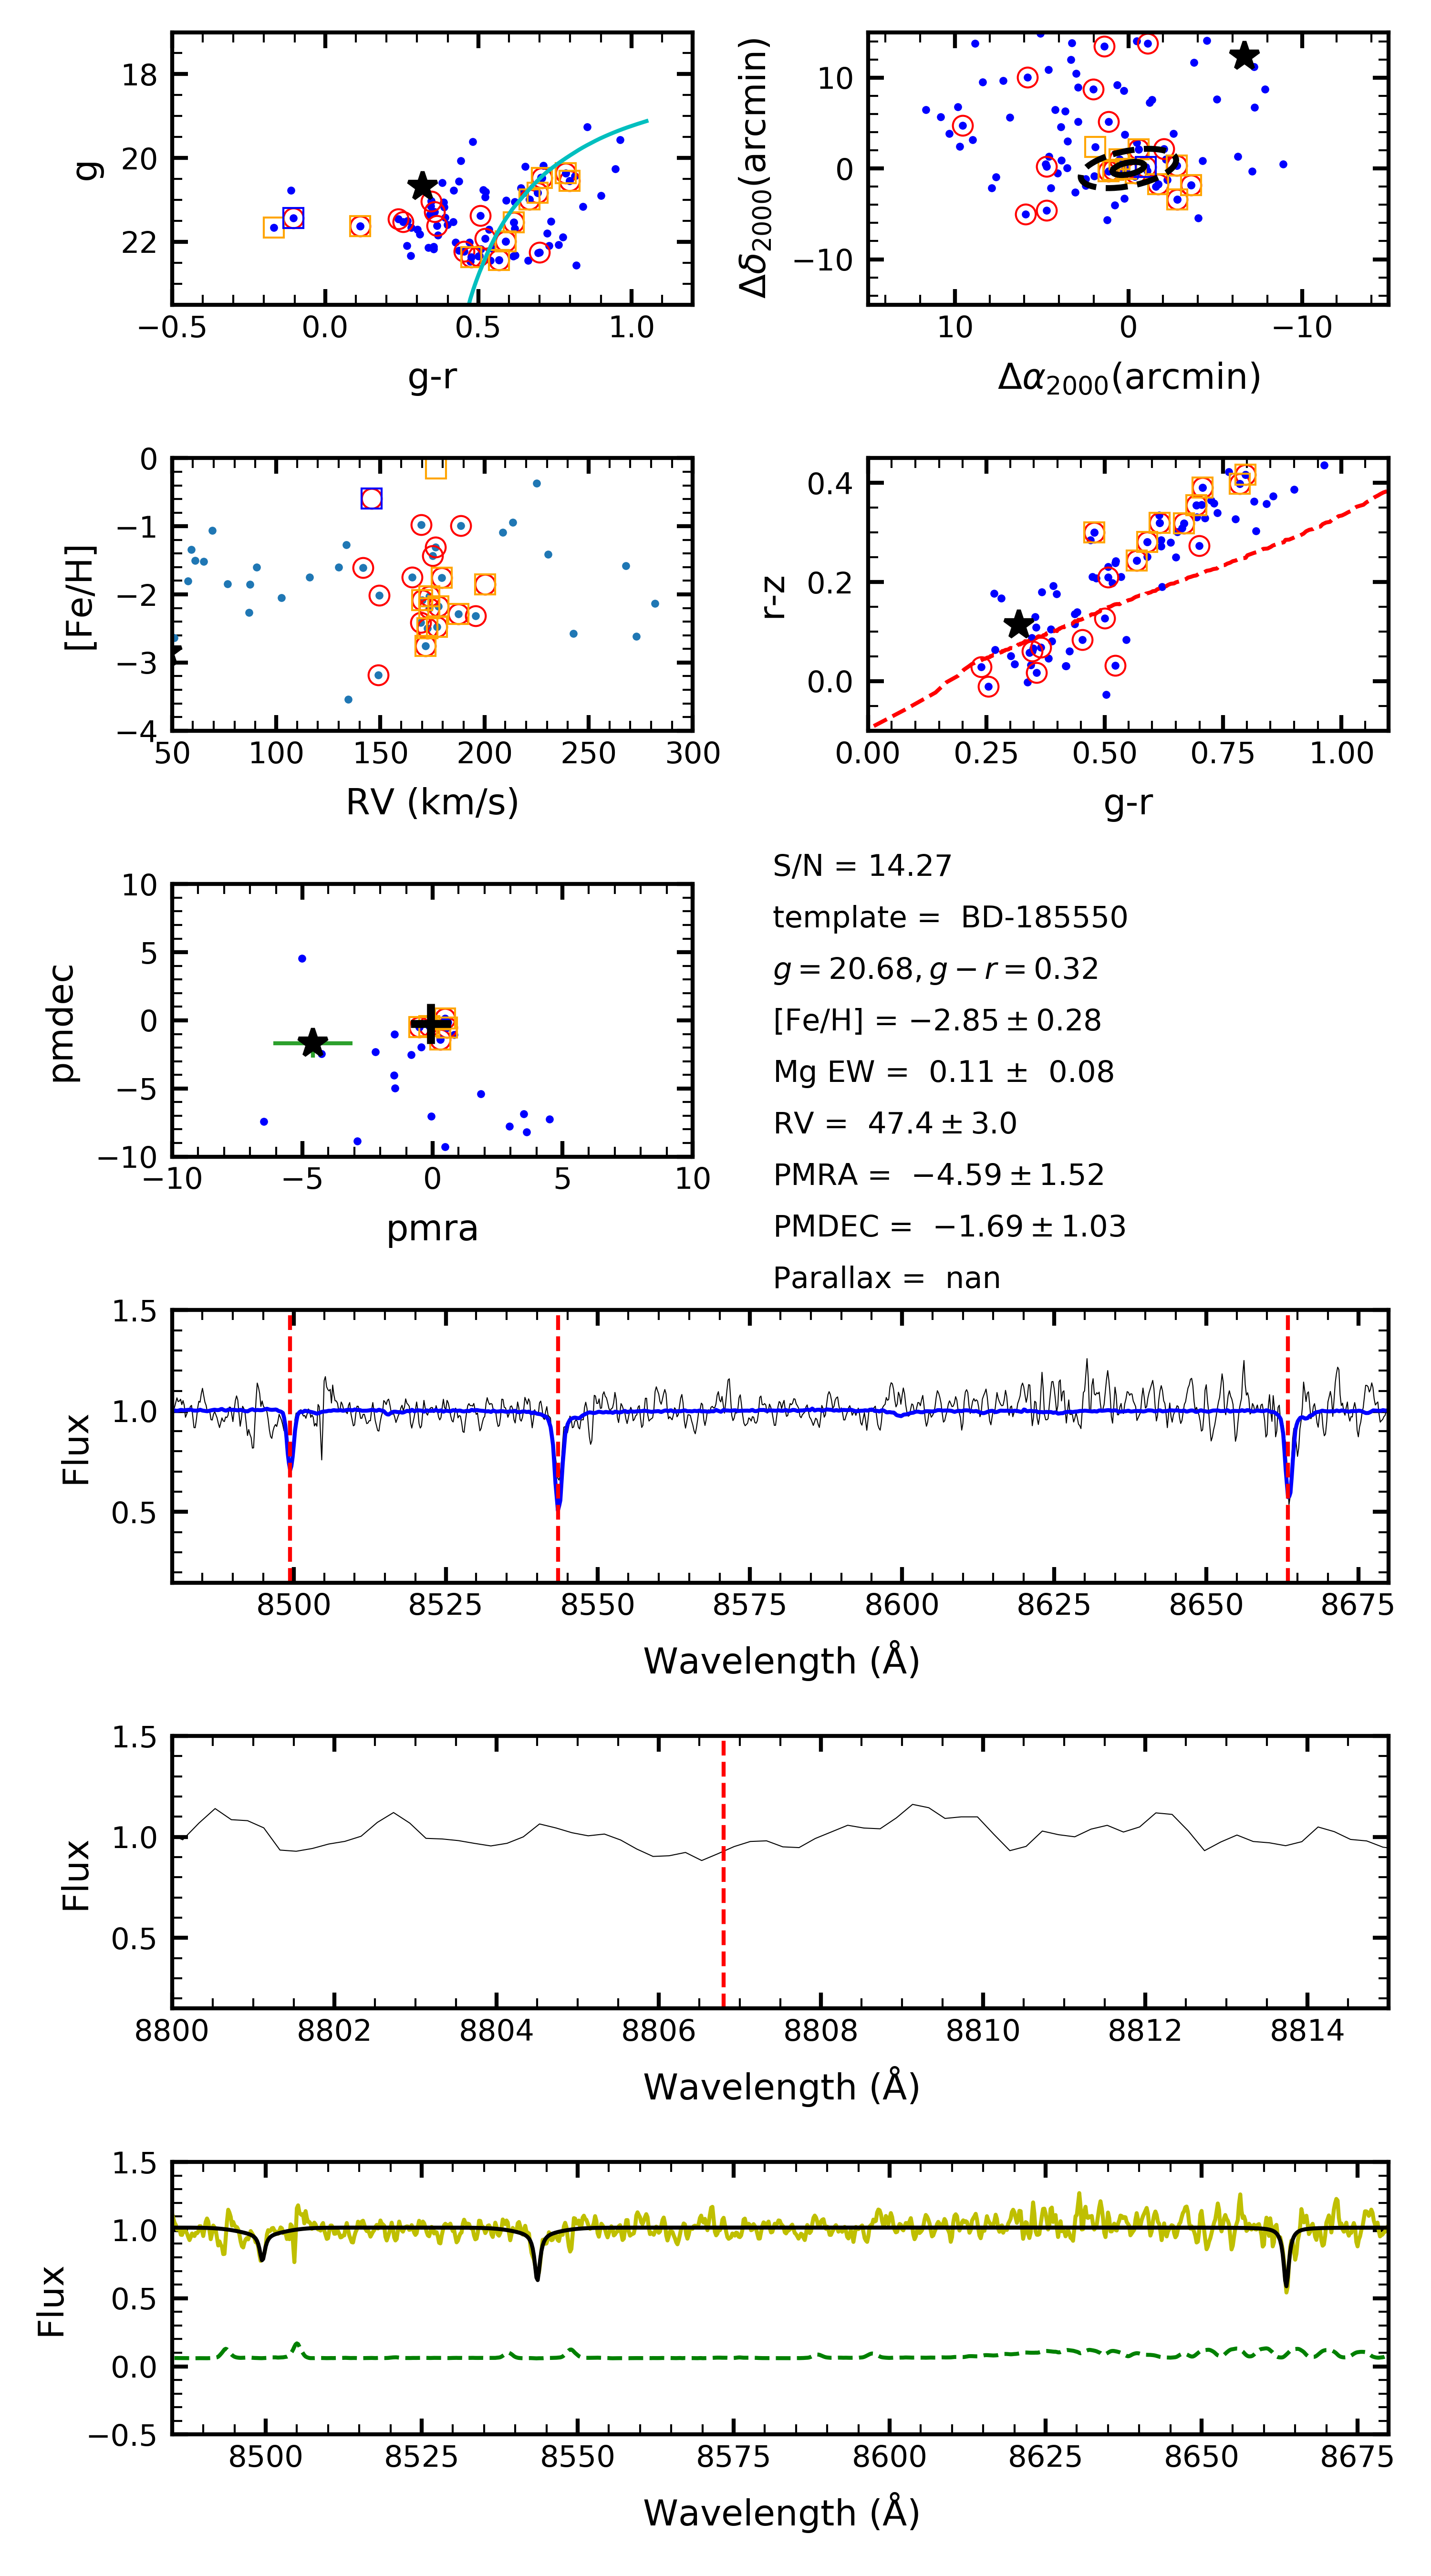 18
20
22
g
−0.5 0.0 0.5 1.0
g-r
10
0
−10
Δδ2000(arcmin)
10 0 −10
Δα2000(arcmin)
0
−1
−2
−3
−4
[Fe/H]
50 100 150 200 250 300
RV (km/s)
0.4
0.2
0.0
r-z
0.00 0.25 0.50 0.75 1.00
g-r
10
5
0
−5
−10
pmdec
−10 −5 0 5 10
pmra
S/N = 14.27
template = BD-185550
g = 20.68, g − r = 0.32
[Fe/H] = −2.85 ± 0.28
Mg EW = 0.11 ± 0.08
RV = 47.4 ± 3.0
PMRA = −4.59 ± 1.52
PMDEC = −1.69 ± 1.03
Parallax = nan
1.5
1.0
0.5
Flux
8500 8525 8550 8575 8600 8625 8650 8675
Wavelength (Å)
1.5
1.0
0.5
Flux
8800 8802 8804 8806 8808 8810 8812 8814
Wavelength (Å)
1.5
1.0
0.5
0.0
−0.5
Flux
8500 8525 8550 8575 8600 8625 8650 8675
Wavelength (Å)